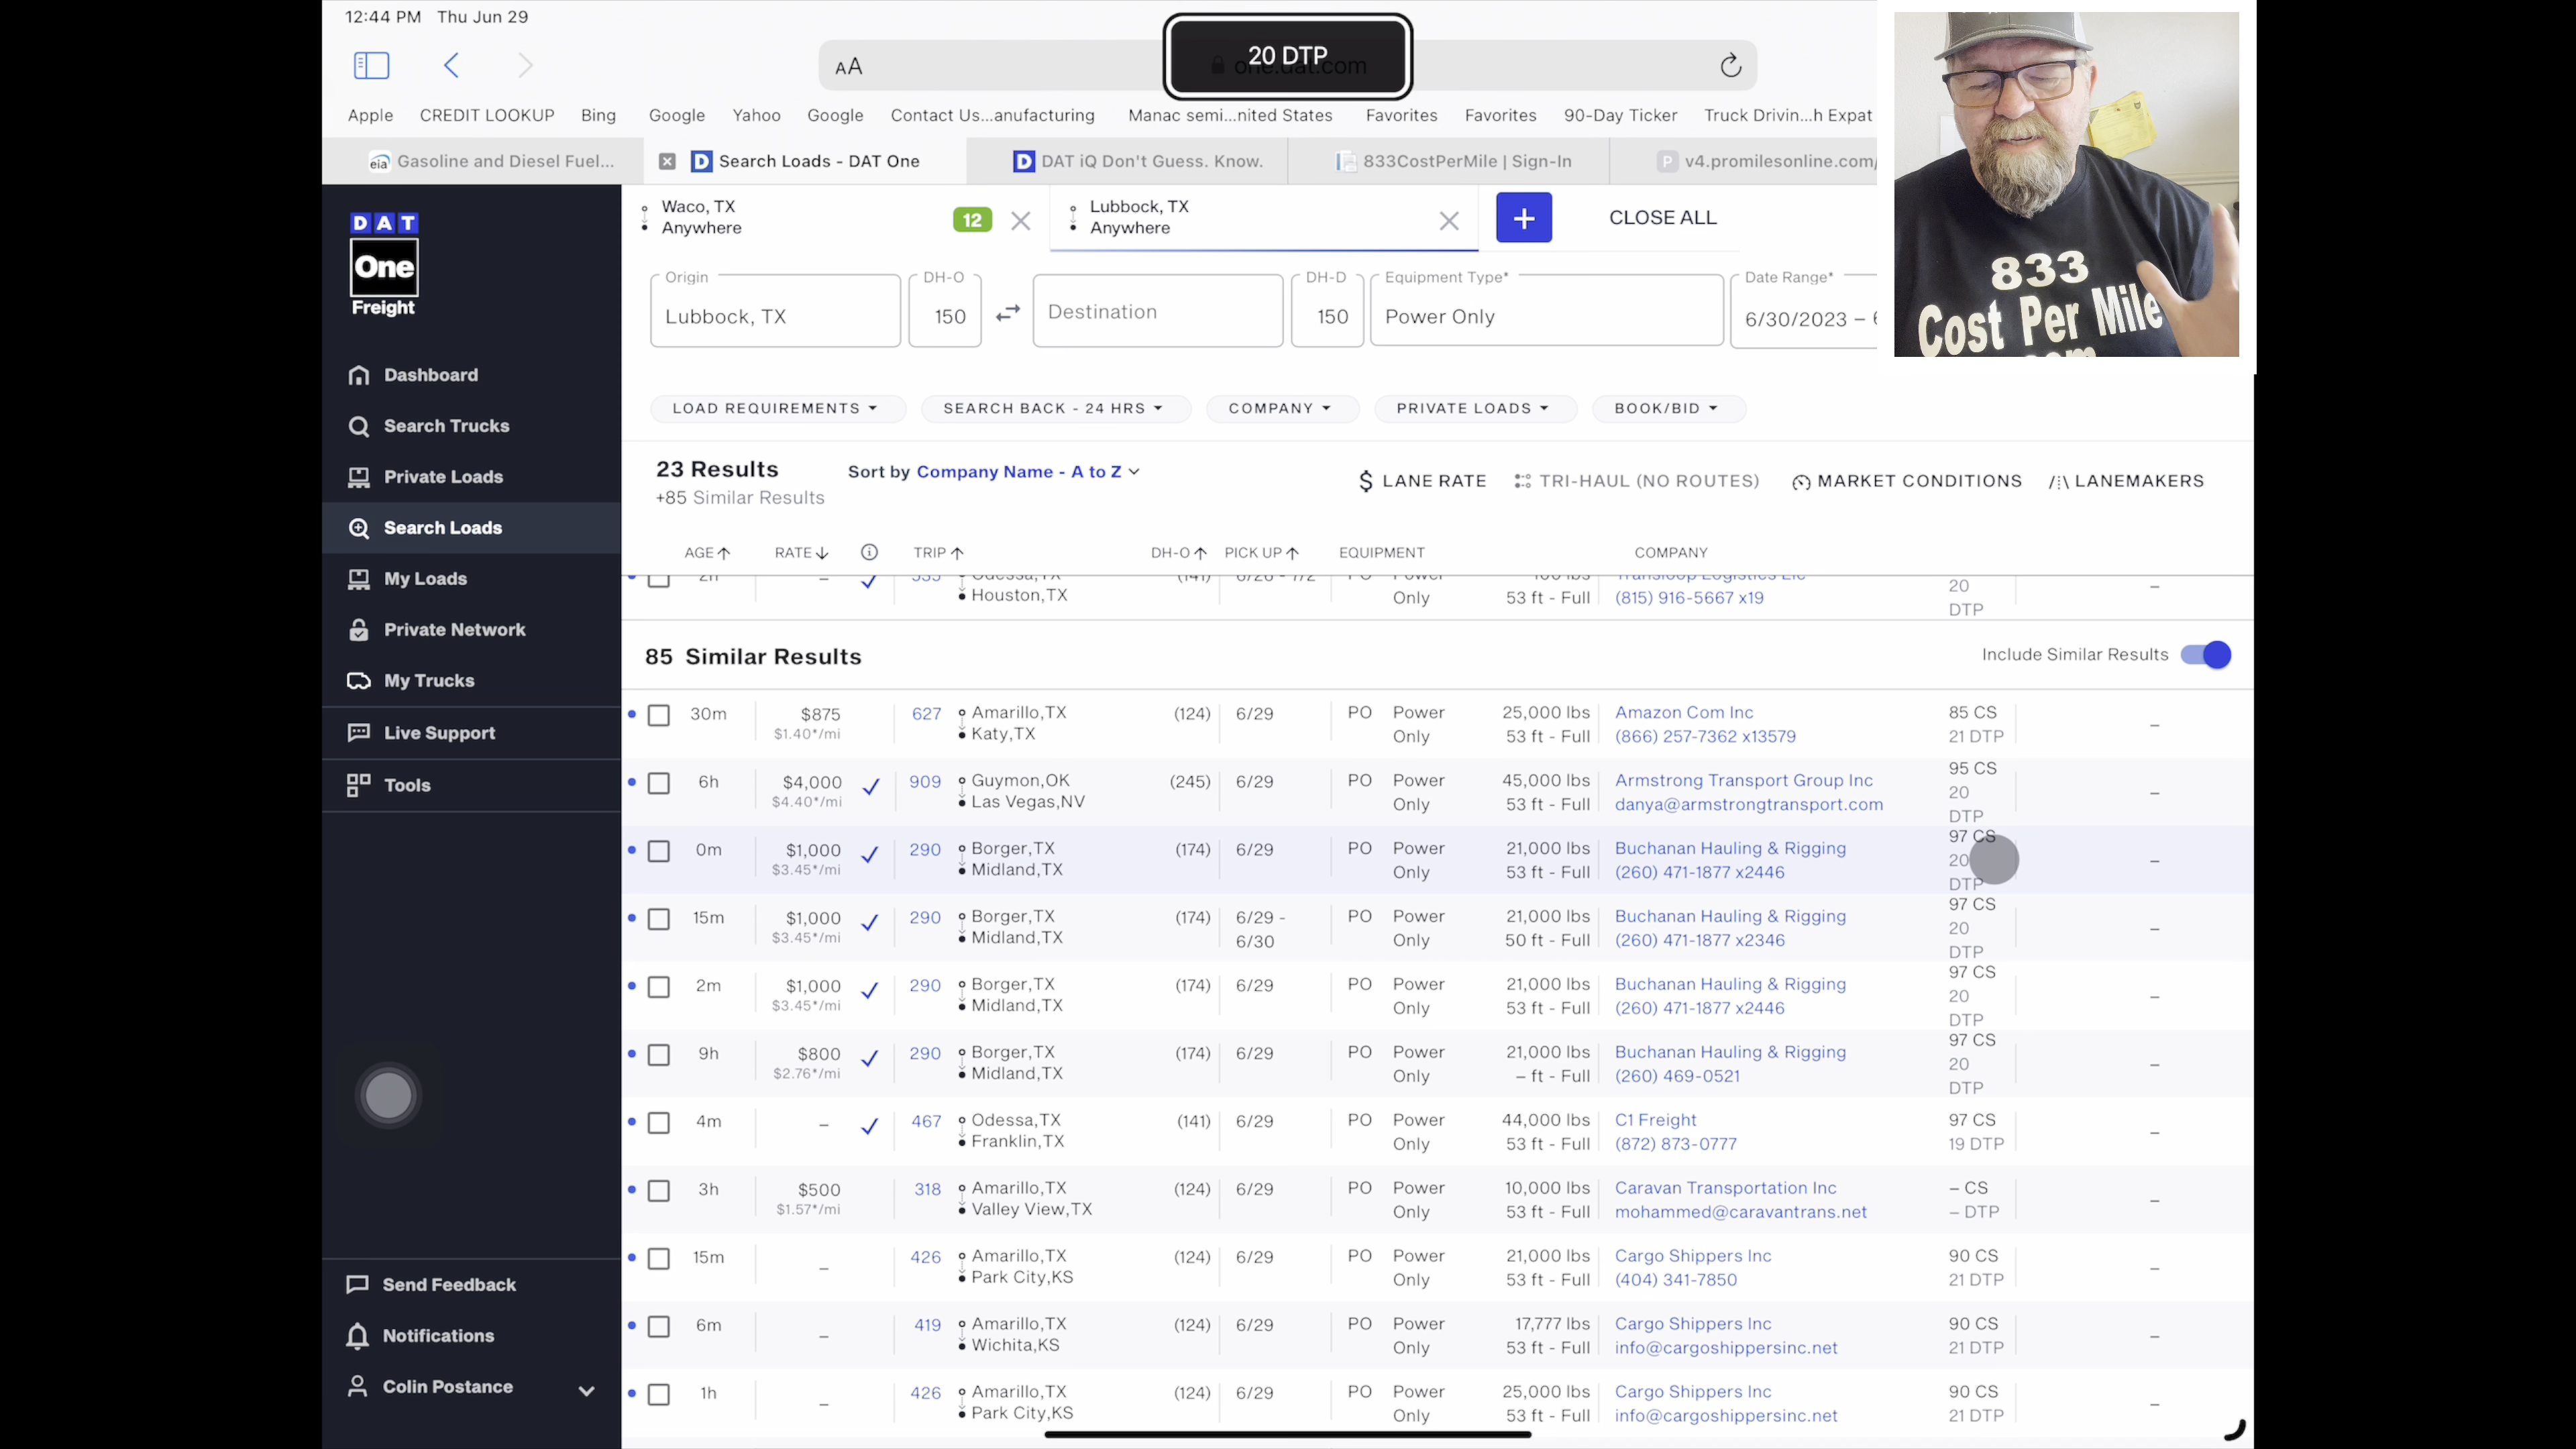 12:44 PM Thu Jun 29
20 DTP
AA one.dat.com
Apple CREDIT LOOKUP Bing Google Yahoo Google Contact Us...anufacturing Manac semi...nited States Favorites Favorites 90-Day Ticker Truck Drivin...h Expat
eia Gasoline and Diesel Fuel... D Search Loads - DAT One D DAT iQ Don't Guess. Know. 833CostPerMile | Sign-In P v4.promilesonline.com/
833
Cost Per Mile
com
DAT
One
Freight
Dashboard
Search Trucks
Private Loads
Search Loads
My Loads
Private Network
My Trucks
Live Support
Tools
Send Feedback
Notifications
Colin Postance
Waco, TX
Anywhere
12
Lubbock, TX
Anywhere
+ CLOSE ALL
Origin DH-O DH-D Equipment Type* Date Range*
Lubbock, TX 150 Destination 150 Power Only 6/30/2023 –
LOAD REQUIREMENTS SEARCH BACK - 24 HRS COMPANY PRIVATE LOADS BOOK/BID
23 Results Sort by Company Name - A to Z
+85 Similar Results
$ LANE RATE TRI-HAUL (NO ROUTES) MARKET CONDITIONS LANEMAKERS
AGE RATE TRIP DH-O PICK UP EQUIPMENT COMPANY
2h – 535 Odessa,TX (141) 6/28 - 7/2 PO Power Transloop Logistics Llc 20 –
Houston,TX Only 53 ft - Full (815) 916-5667 x19 DTP
85 Similar Results Include Similar Results
30m $875 627 Amarillo,TX (124) 6/29 PO Power 25,000 lbs Amazon Com Inc 85 CS –
$1.40*/mi Katy,TX Only 53 ft - Full (866) 257-7362 x13579 21 DTP
6h $4,000 909 Guymon,OK (245) 6/29 PO Power 45,000 lbs Armstrong Transport Group Inc 95 CS –
$4.40*/mi Las Vegas,NV Only 53 ft - Full danya@armstrongtransport.com 20 DTP
0m $1,000 290 Borger,TX (174) 6/29 PO Power 21,000 lbs Buchanan Hauling & Rigging 97 CS –
$3.45*/mi Midland,TX Only 53 ft - Full (260) 471-1877 x2446 20 DTP
15m $1,000 290 Borger,TX (174) 6/29 - PO Power 21,000 lbs Buchanan Hauling & Rigging 97 CS –
$3.45*/mi Midland,TX 6/30 Only 50 ft - Full (260) 471-1877 x2346 20 DTP
2m $1,000 290 Borger,TX (174) 6/29 PO Power 21,000 lbs Buchanan Hauling & Rigging 97 CS –
$3.45*/mi Midland,TX Only 53 ft - Full (260) 471-1877 x2446 20 DTP
9h $800 290 Borger,TX (174) 6/29 PO Power 21,000 lbs Buchanan Hauling & Rigging 97 CS –
$2.76*/mi Midland,TX Only – ft - Full (260) 469-0521 20 DTP
4m – 467 Odessa,TX (141) 6/29 PO Power 44,000 lbs C1 Freight 97 CS –
Franklin,TX Only 53 ft - Full (872) 873-0777 19 DTP
3h $500 318 Amarillo,TX (124) 6/29 PO Power 10,000 lbs Caravan Transportation Inc – CS –
$1.57*/mi Valley View,TX Only 53 ft - Full mohammed@caravantrans.net – DTP
15m – 426 Amarillo,TX (124) 6/29 PO Power 21,000 lbs Cargo Shippers Inc 90 CS –
Park City,KS Only 53 ft - Full (404) 341-7850 21 DTP
6m – 419 Amarillo,TX (124) 6/29 PO Power 17,777 lbs Cargo Shippers Inc 90 CS –
Wichita,KS Only 53 ft - Full info@cargoshippersinc.net 21 DTP
1h – 426 Amarillo,TX (124) 6/29 PO Power 25,000 lbs Cargo Shippers Inc 90 CS –
Park City,KS Only 53 ft - Full info@cargoshippersinc.net 21 DTP